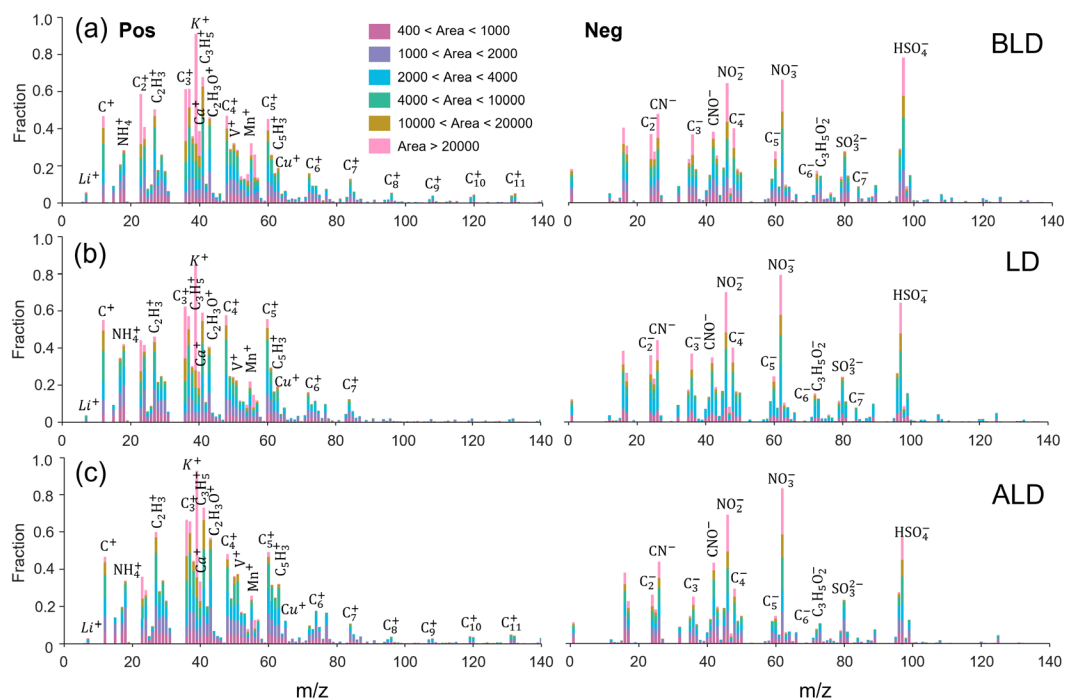 (a) Pos Neg BLD
400 < Area < 1000
1000 < Area < 2000
2000 < Area < 4000
4000 < Area < 10000
10000 < Area < 20000
Area > 20000
Fraction
1.0
0.8
0.6
0.4
0.2
0
Li⁺ C⁺ NH₄⁺ C₂⁺ C₂H₃⁺ C₃⁺ K⁺ Ca⁺ C₃H₅⁺ C₂H₃O⁺ C₄⁺ V⁺ Mn⁺ C₅⁺ C₅H₃⁺ Cu⁺ C₆⁺ C₇⁺ C₈⁺ C₉⁺ C₁₀⁺ C₁₁⁺
C₂⁻ CN⁻ C₃⁻ CNO⁻ NO₂⁻ C₄⁻ C₅⁻ NO₃⁻ C₆⁻ C₃H₅O₂⁻ SO₃²⁻ C₇⁻ HSO₄⁻
0 20 40 60 80 100 120 140
0 20 40 60 80 100 120 140
(b) LD
Fraction
1.0
0.8
0.6
0.4
0.2
0
Li⁺ C⁺ NH₄⁺ C₂H₃⁺ C₃⁺ K⁺ C₃H₅⁺ Ca⁺ C₂H₃O⁺ C₄⁺ V⁺ Mn⁺ C₅⁺ C₅H₃⁺ Cu⁺ C₆⁺ C₇⁺
C₂⁻ CN⁻ C₃⁻ CNO⁻ NO₂⁻ C₄⁻ C₅⁻ NO₃⁻ C₆⁻ C₃H₅O₂⁻ SO₃²⁻ C₇⁻ HSO₄⁻
0 20 40 60 80 100 120 140
0 20 40 60 80 100 120 140
(c) ALD
Fraction
1.0
0.8
0.6
0.4
0.2
0
Li⁺ C⁺ NH₄⁺ C₂H₃⁺ C₃⁺ K⁺ Ca⁺ C₃H₅⁺ C₂H₃O⁺ C₄⁺ V⁺ Mn⁺ C₅⁺ C₅H₃⁺ Cu⁺ C₆⁺ C₇⁺ C₈⁺ C₉⁺ C₁₀⁺ C₁₁⁺
C₂⁻ CN⁻ C₃⁻ CNO⁻ NO₂⁻ C₄⁻ C₅⁻ NO₃⁻ C₆⁻ C₃H₅O₂⁻ SO₃²⁻ HSO₄⁻
0 20 40 60 80 100 120 140
0 20 40 60 80 100 120 140
m/z m/z